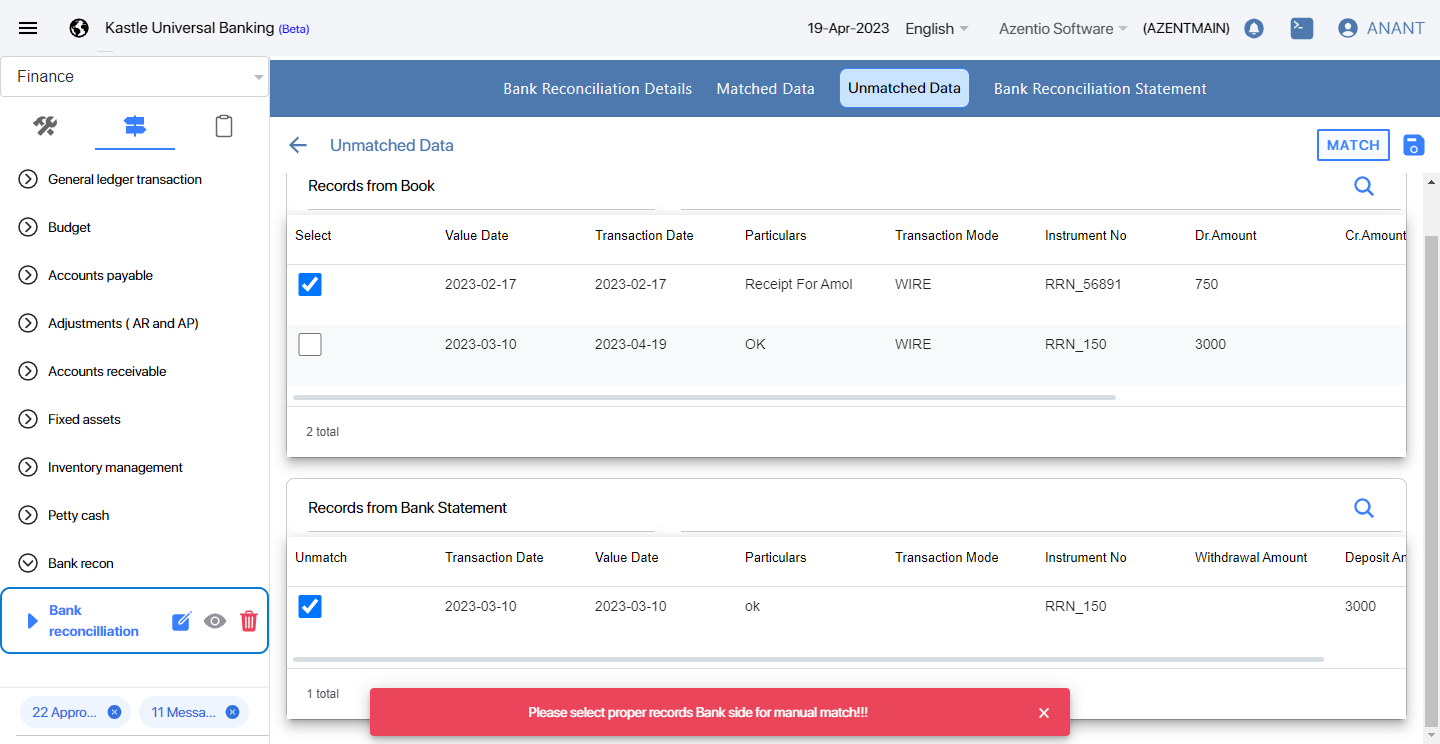 Kastle Universal Banking (Beta)
19-Apr-2023 English Azentio Software (AZENTMAIN) ANANT
Finance
Bank Reconciliation Details Matched Data Unmatched Data Bank Reconciliation Statement
Unmatched Data MATCH
General ledger transaction
Budget
Accounts payable
Adjustments ( AR and AP)
Accounts receivable
Fixed assets
Inventory management
Petty cash
Bank recon
Bank
reconcilliation
22 Appro... 11 Messa...
Records from Book
Select Value Date Transaction Date Particulars Transaction Mode Instrument No Dr.Amount Cr.Amount
2023-02-17 2023-02-17 Receipt For Amol WIRE RRN_56891 750
2023-03-10 2023-04-19 OK WIRE RRN_150 3000
2 total
Records from Bank Statement
Unmatch Transaction Date Value Date Particulars Transaction Mode Instrument No Withdrawal Amount Deposit An
2023-03-10 2023-03-10 ok RRN_150 3000
1 total
Please select proper records Bank side for manual match!!!